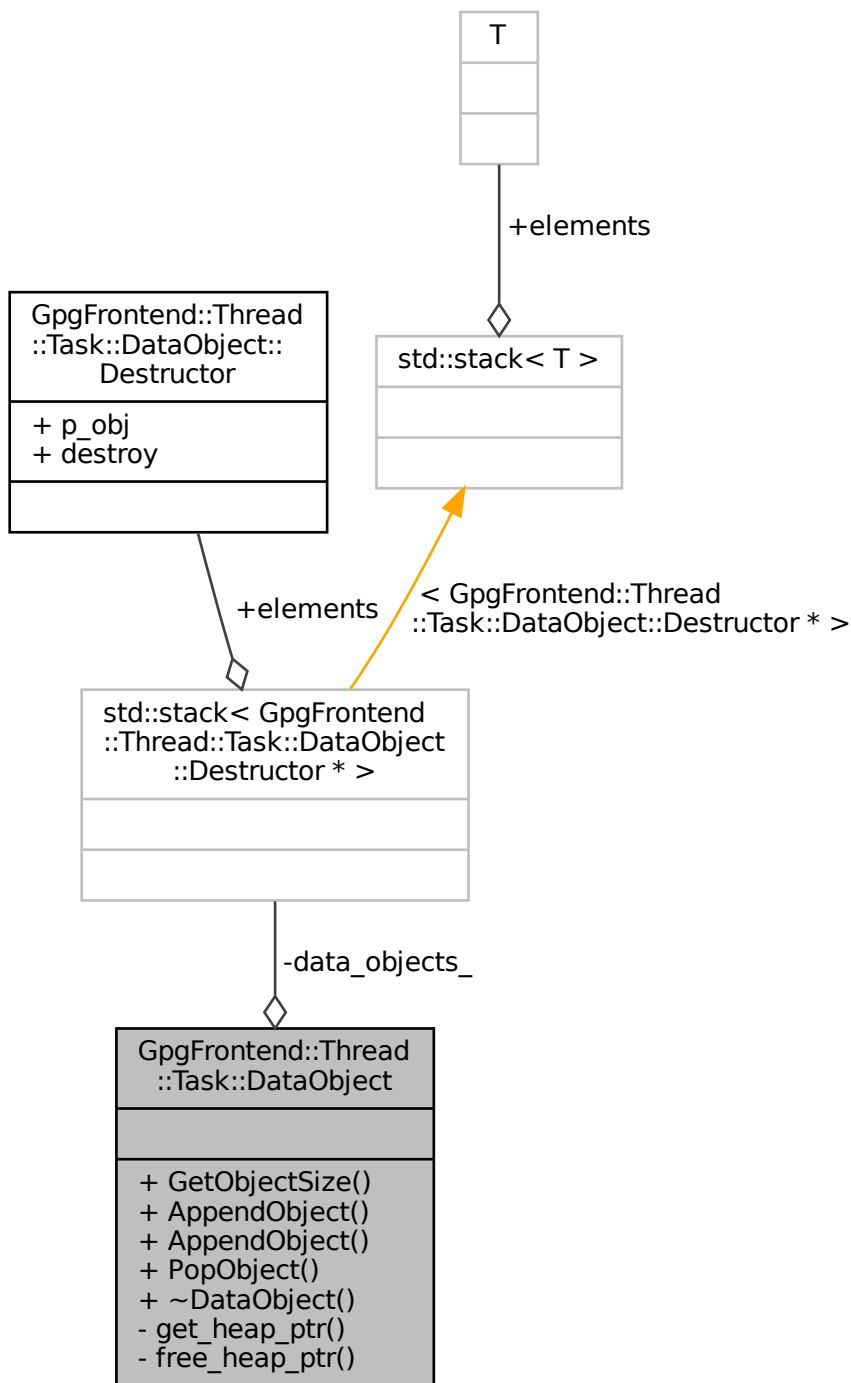 T
+elements
GpgFrontend::Thread
::Task::DataObject::
Destructor
+ p_obj
+ destroy
std::stack< T >
+elements
< GpgFrontend::Thread
::Task::DataObject::Destructor * >
std::stack< GpgFrontend
::Thread::Task::DataObject
::Destructor * >
-data_objects_
GpgFrontend::Thread
::Task::DataObject
+ GetObjectSize()
+ AppendObject()
+ AppendObject()
+ PopObject()
+ ~DataObject()
- get_heap_ptr()
- free_heap_ptr()